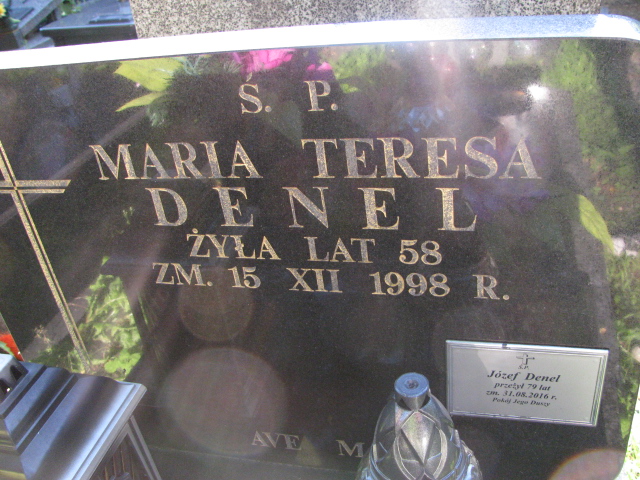 Ś. P.
MARIA TERESA
DENEL
ŻYŁA LAT 58
ZM. 15 XII 1998 R.
Ś.P.
Józef Denel
przeżył 79 lat
zm. 31.08.2016 r.
Pokój Jego Duszy
AVE